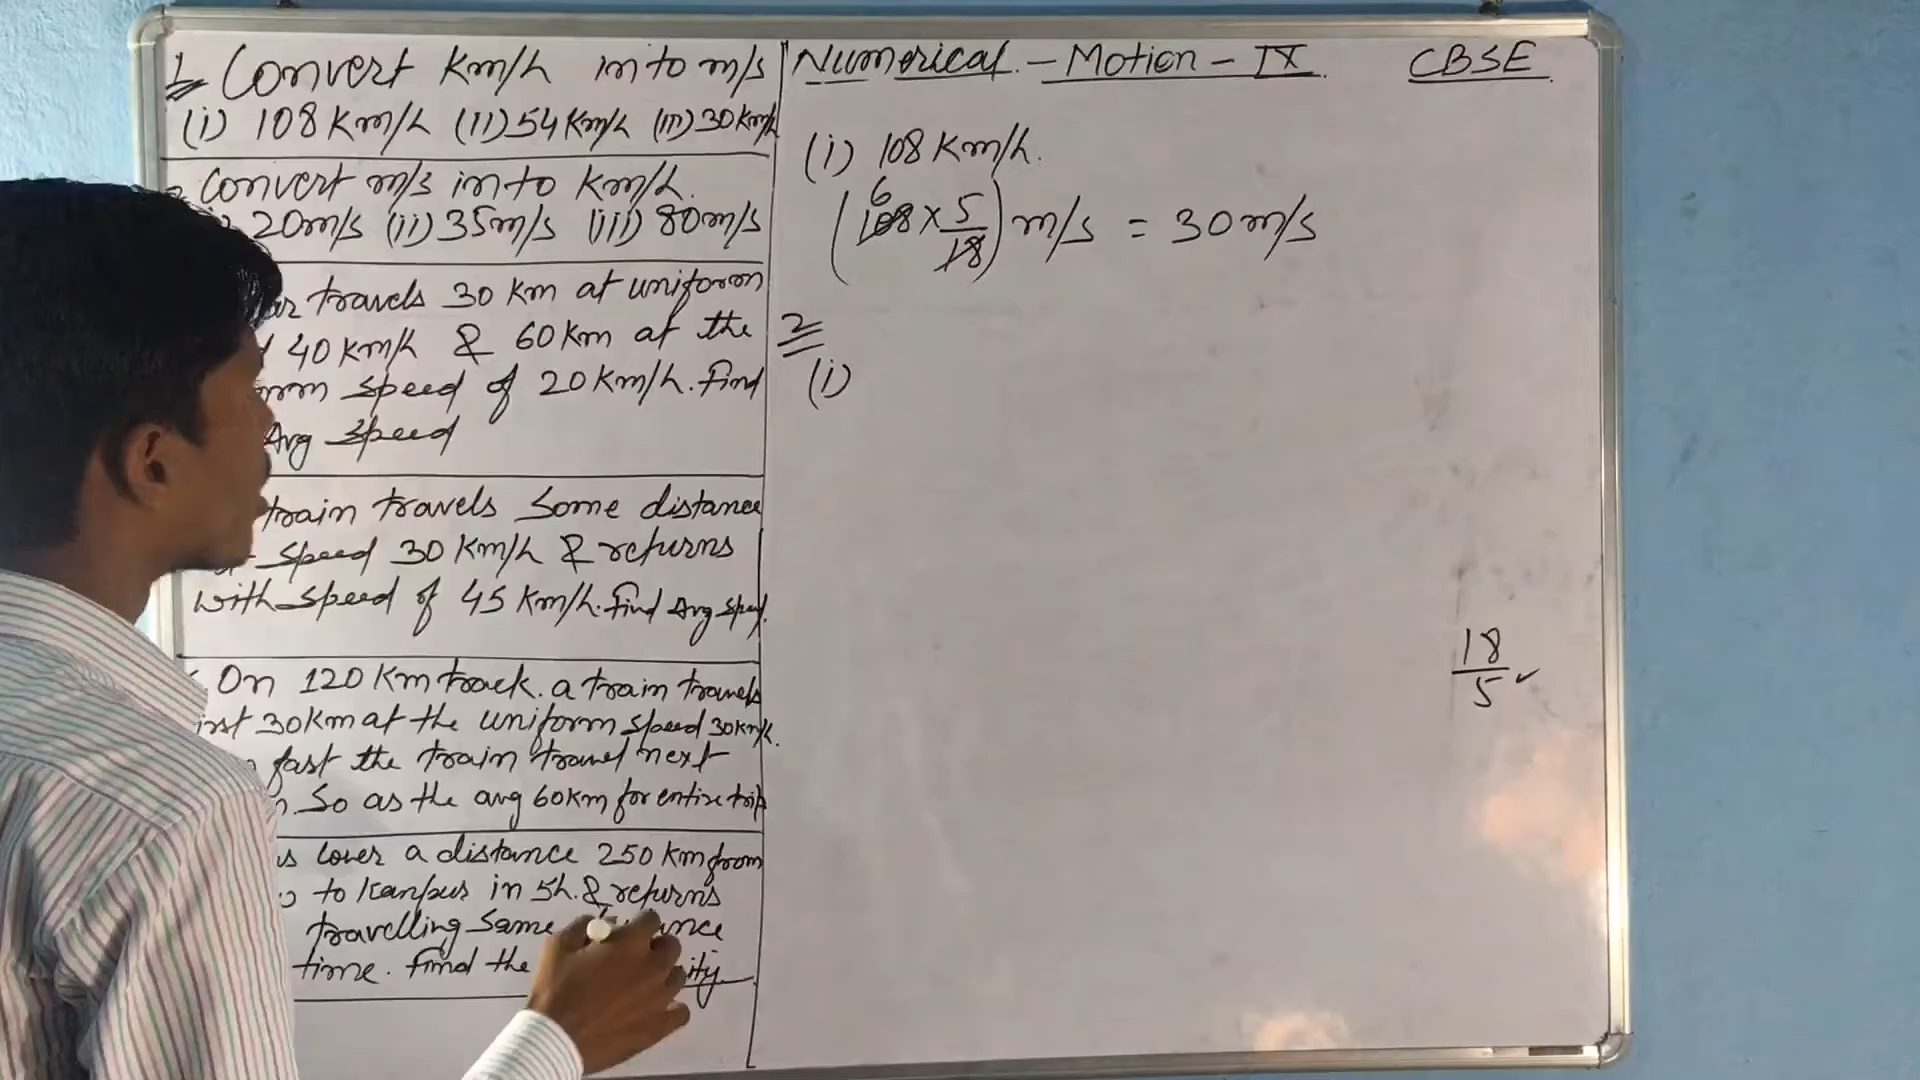 1. Convert Km/h into m/s
(i) 108 Km/h (ii) 54 Km/h (iii) 30 Km/h
Convert m/s into Km/h.
20 m/s (ii) 35 m/s (iii) 80 m/s
travels 30 Km at uniform
40 Km/h & 60 Km at the
speed of 20 Km/h. Find
Avg speed
train travels Some distance
speed 30 Km/h & returns
with speed of 45 Km/h. Find Avg speed.
On 120 Km track. a train travels
30 Km at the uniform speed 30 Km/h.
fast the train travel next
So as the avg 60 Km for entire trip
cover a distance 250 Km from
to Kanpur in 5h. & returns
travelling Same
time. Find the
Numerical - Motion - IX CBSE
(i) 108 Km/h.
6
(108 × 5/18) m/s = 30 m/s
2
(i)
18
5 ✓